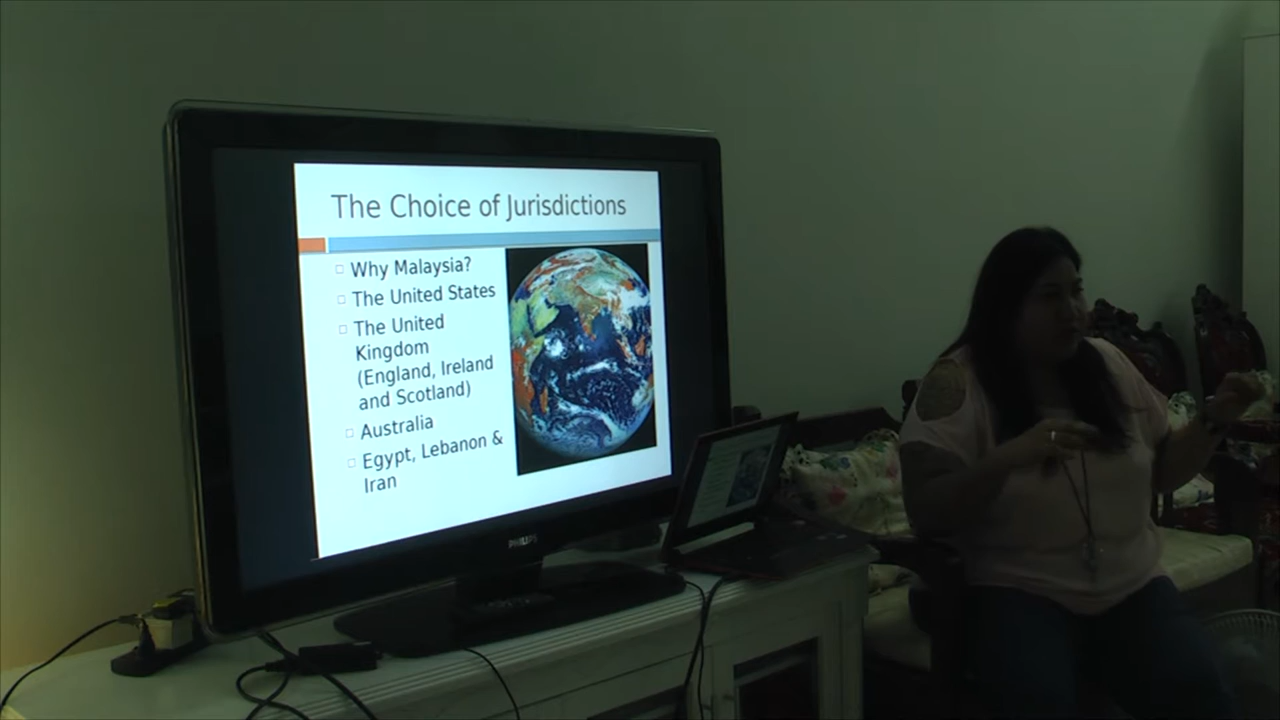 The Choice of Jurisdictions
Why Malaysia?
The United States
The United
Kingdom
(England, Ireland
and Scotland)
Australia
Egypt, Lebanon &
Iran
PHILIPS